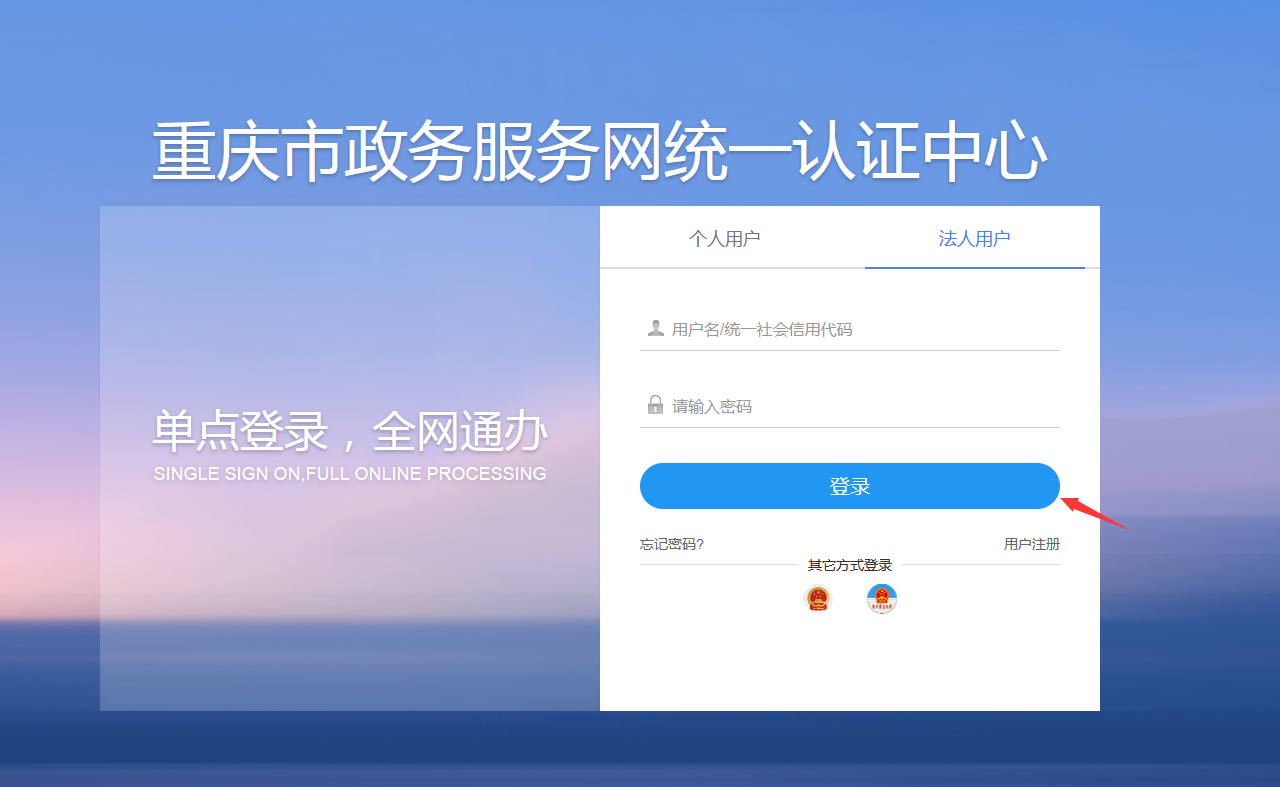 重庆市政务服务网统一认证中心
单点登录，全网通办
SINGLE SIGN ON,FULL ONLINE PROCESSING
个人用户
法人用户
用户名/统一社会信用代码
请输入密码
登录
忘记密码?
用户注册
其它方式登录